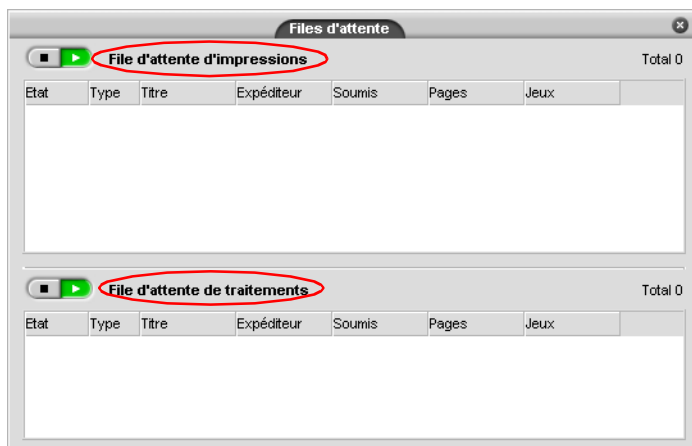 Files d'attente
File d'attente d'impressions Total 0
Etat Type Titre Expéditeur Soumis Pages Jeux
File d'attente de traitements Total 0
Etat Type Titre Expéditeur Soumis Pages Jeux